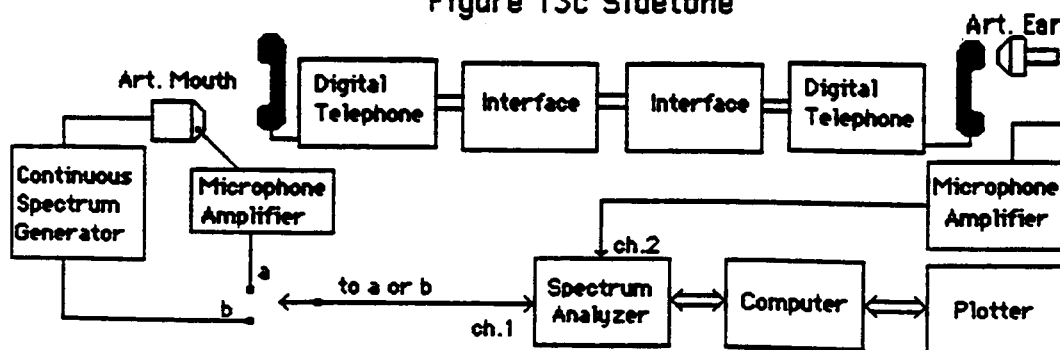 Figure 13c Sidetone
Art. Ear
Art. Mouth
Digital
Telephone
Interface
Interface
Digital
Telephone
Continuous
Spectrum
Generator
Microphone
Amplifier
Microphone
Amplifier
a
b
to a or b
ch.1
ch.2
Spectrum
Analyzer
Computer
Plotter